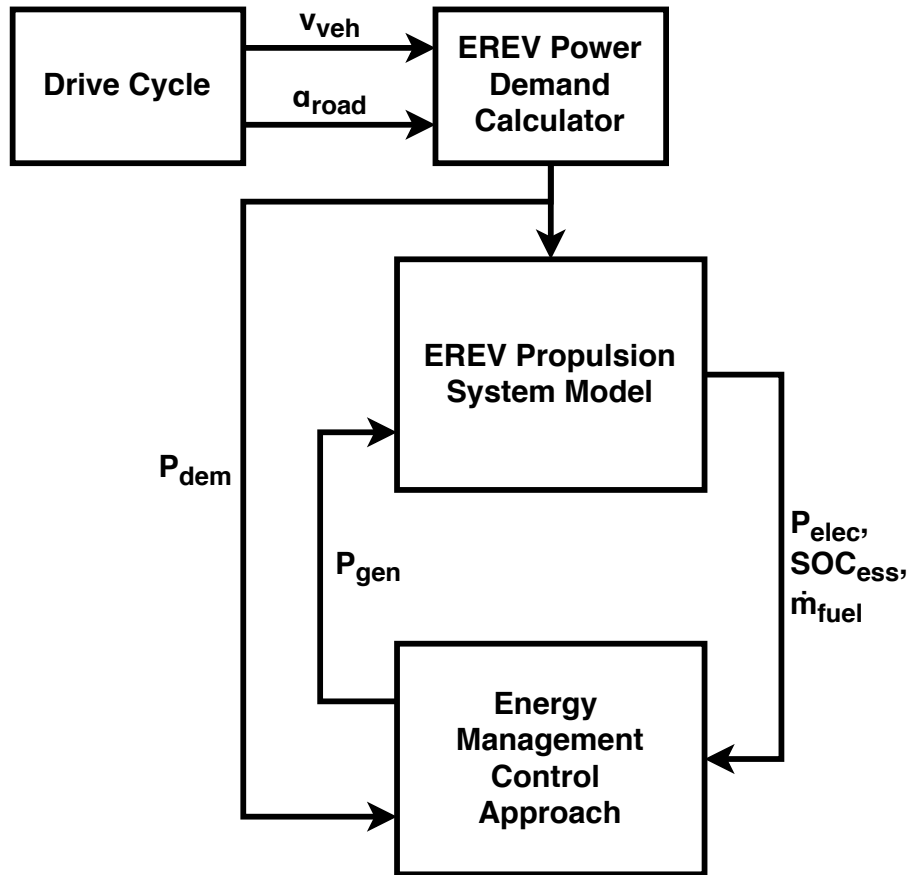 Drive Cycle
v_veh
ɑ_road
EREV Power
Demand
Calculator
EREV Propulsion
System Model
P_dem
P_gen
P_elec,
SOC_ess,
ṁ_fuel
Energy
Management
Control
Approach